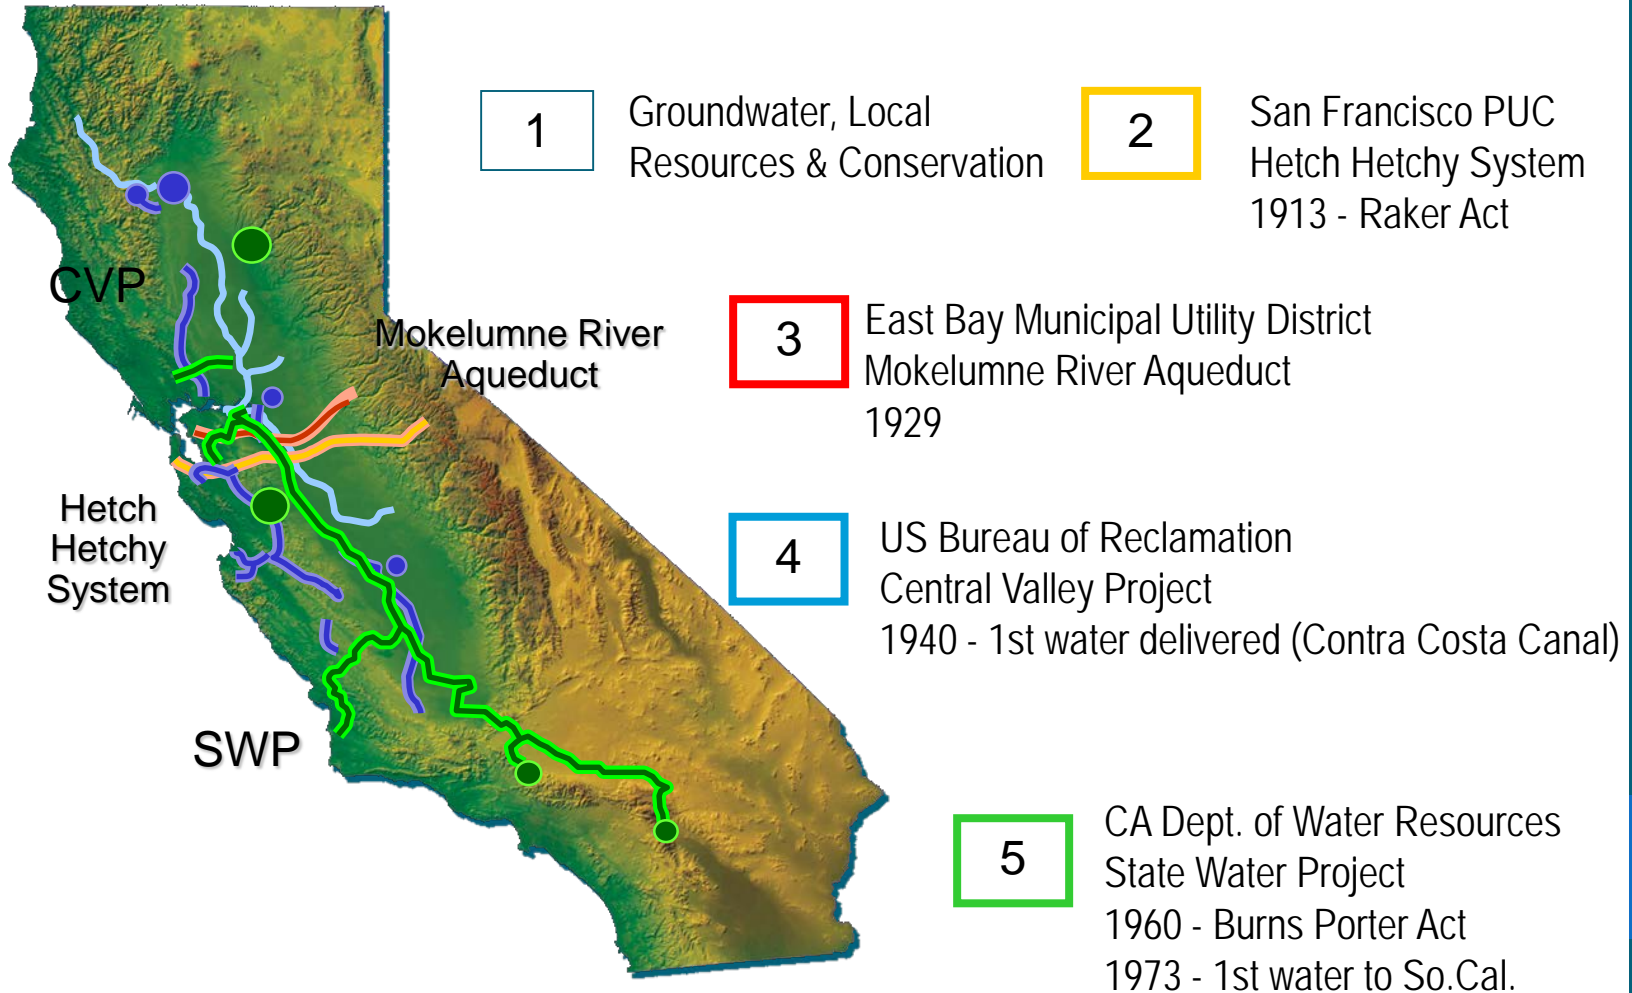 1
Groundwater, Local
Resources & Conservation
2
San Francisco PUC
Hetch Hetchy System
1913 - Raker Act
CVP
Mokelumne River
Aqueduct
3
East Bay Municipal Utility District
Mokelumne River Aqueduct
1929
Hetch
Hetchy
System
4
US Bureau of Reclamation
Central Valley Project
1940 - 1st water delivered (Contra Costa Canal)
SWP
5
CA Dept. of Water Resources
State Water Project
1960 - Burns Porter Act
1973 - 1st water to So.Cal.